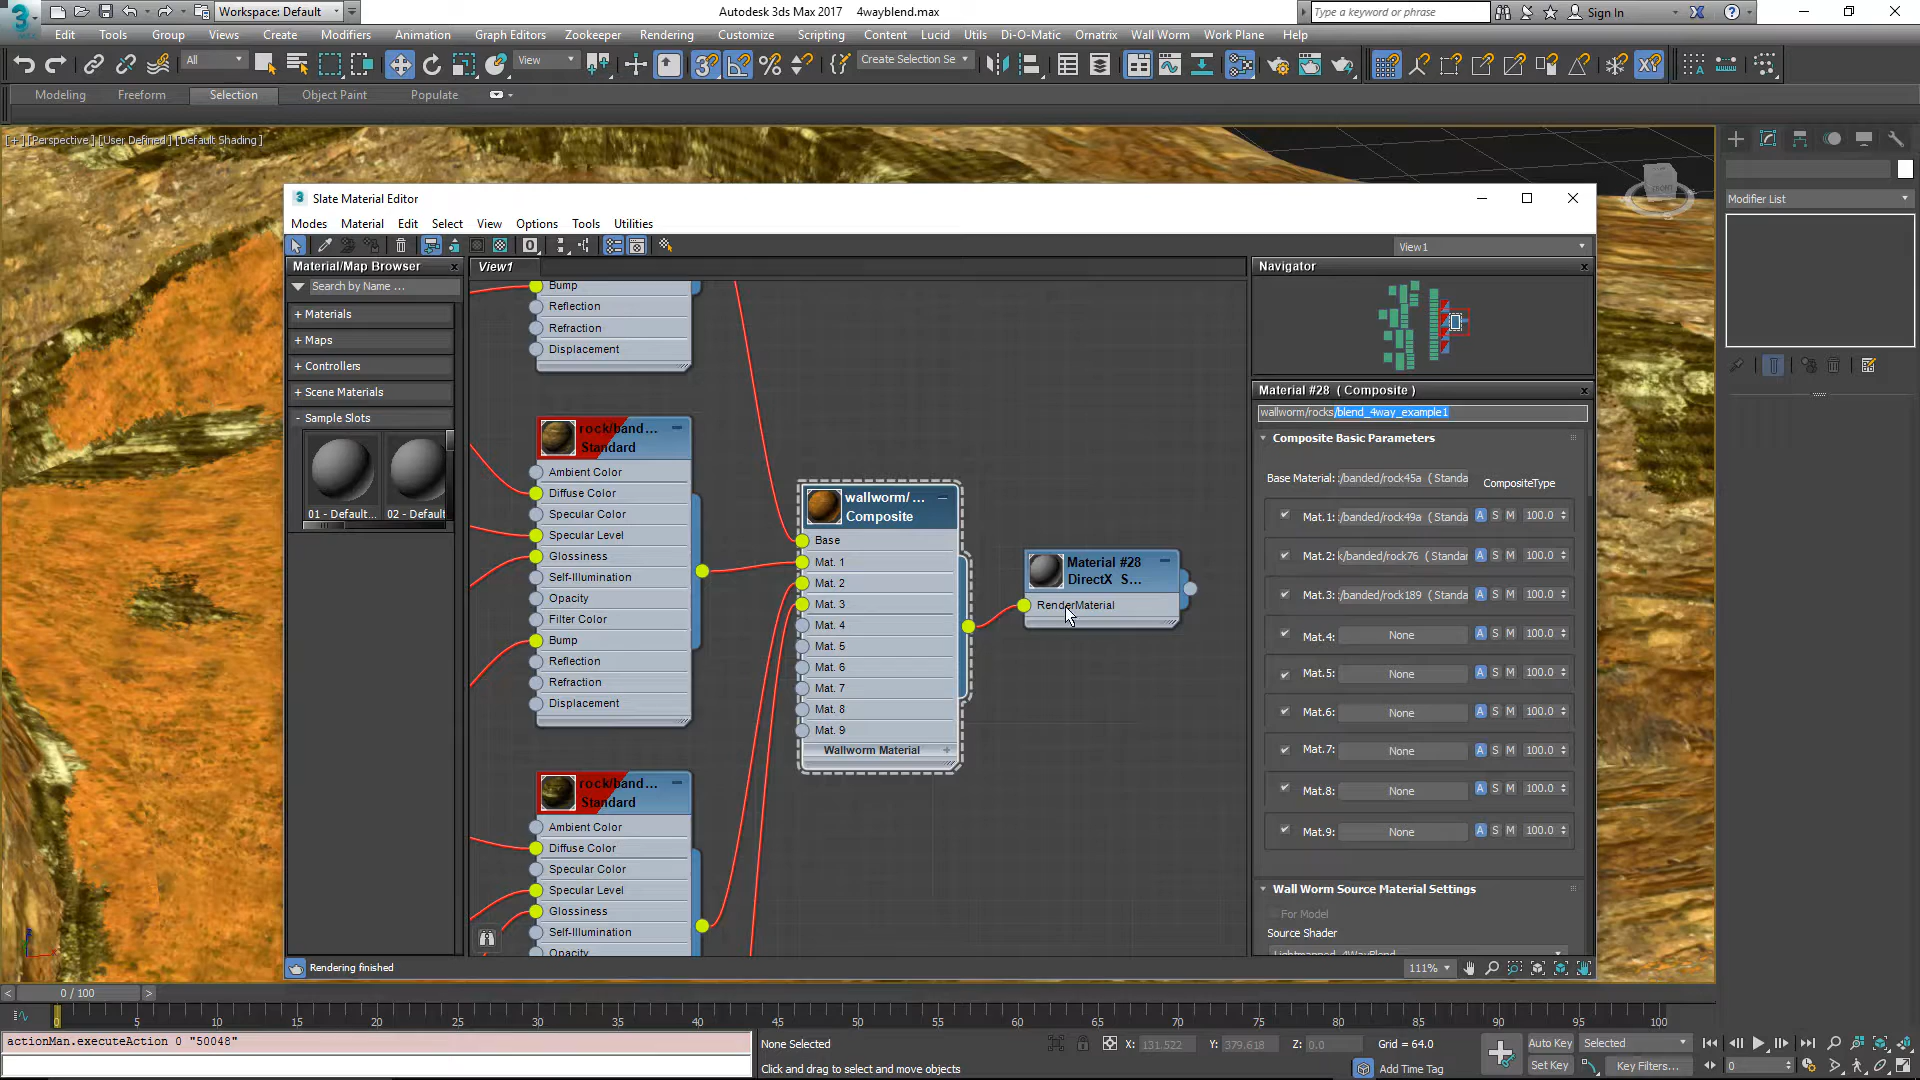 Workspace: Default
Autodesk 3ds Max 2017    4wayblend.max
Type a keyword or phrase
Sign In
Edit Tools Group Views Create Modifiers Animation Graph Editors Zookeeper Rendering Customize Scripting Content Lucid Utils Di-O-Matic Ornatrix Wall Worm Work Plane Help
All
View
Create Selection Se
Modeling Freeform Selection Object Paint Populate
[+] [Perspective] [User Defined] [Default Shading]
Modifier List
Slate Material Editor
Modes Material Edit Select View Options Tools Utilities
View1
Material/Map Browser
Search by Name ...
+ Materials
+ Maps
+ Controllers
+ Scene Materials
- Sample Slots
01 - Default...
02 - Default...
View1
Bump
Reflection
Refraction
Displacement
rock/band...
Standard
Ambient Color
Diffuse Color
Specular Color
Specular Level
Glossiness
Self-Illumination
Opacity
Filter Color
Bump
Reflection
Refraction
Displacement
rock/band...
Standard
Ambient Color
Diffuse Color
Specular Color
Specular Level
Glossiness
Self-Illumination
Opacity
wallworm/ ...
Composite
Base
Mat. 1
Mat. 2
Mat. 3
Mat. 4
Mat. 5
Mat. 6
Mat. 7
Mat. 8
Mat. 9
Wallworm Material +
Material #28
DirectX S...
RenderMaterial
Navigator
Material #28 ( Composite )
wallworm/rocks/blend_4way_example1
Composite Basic Parameters
Base Material: :/banded/rock45a ( Standa
CompositeType
Mat.1: :/banded/rock49a ( Standa A S M 100.0
Mat.2: k/banded/rock76 ( Standar A S M 100.0
Mat.3: :/banded/rock189 ( Standa A S M 100.0
Mat.4: None A S M 100.0
Mat.5: None A S M 100.0
Mat.6: None A S M 100.0
Mat.7: None A S M 100.0
Mat.8: None A S M 100.0
Mat.9: None A S M 100.0
Wall Worm Source Material Settings
For Model
Source Shader
Lightmapped_4WayBlend
Rendering finished
111%
0 / 100
0 5 10 15 20 25 30 35 40 45 50 55 60 65 70 75 80 85 90 95 100
actionMan.executeAction 0 "50048"
None Selected
X: 131.522 Y: 379.618 Z: 0.0
Grid = 64.0
Auto Key
Selected
Click and drag to select and move objects
Add Time Tag
Set Key
Key Filters...
0